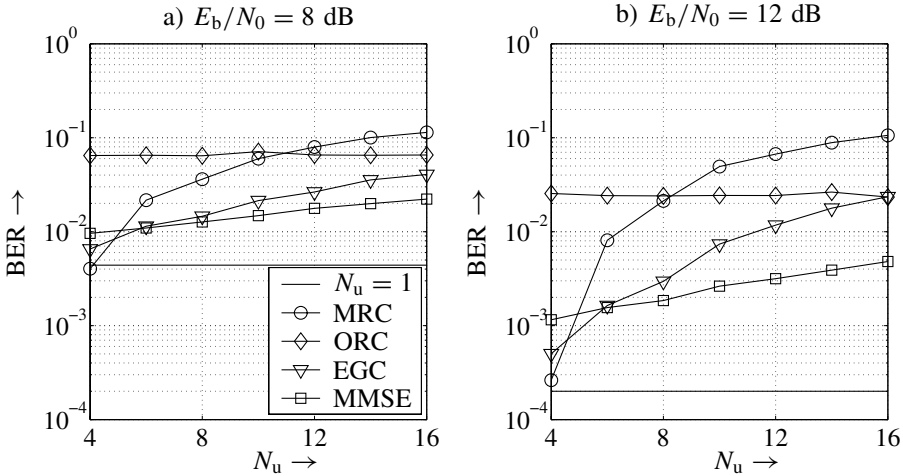 a) E_b/N_0 = 8 dB
10^0
10^-1
10^-2
10^-3
10^-4
BER →
4 8 12 16
N_u →
N_u = 1
MRC
ORC
EGC
MMSE
b) E_b/N_0 = 12 dB
10^0
10^-1
10^-2
10^-3
10^-4
BER →
4 8 12 16
N_u →